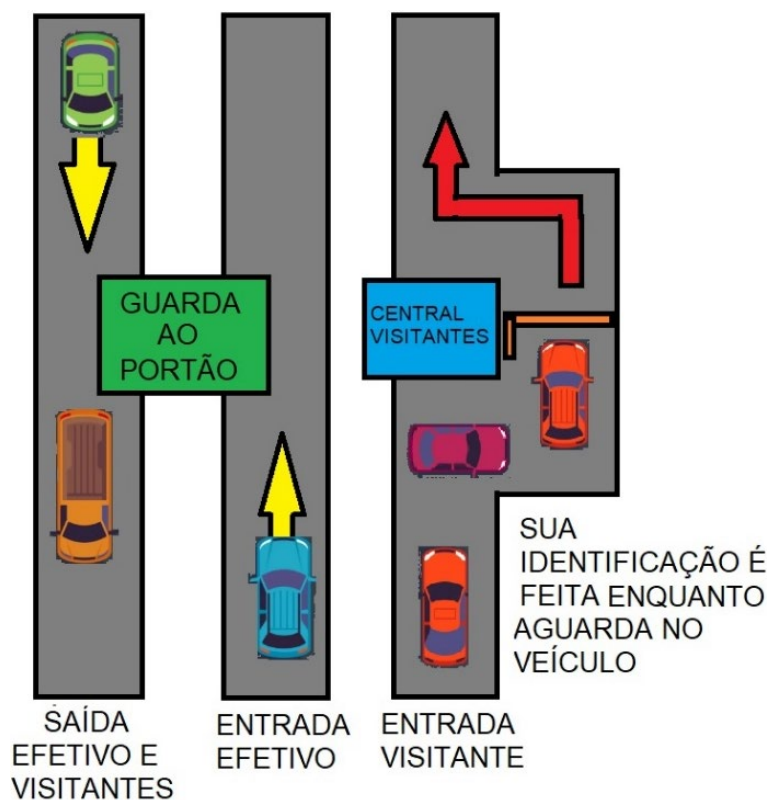 GUARDA
AO
PORTÃO
CENTRAL
VISITANTES
SUA
IDENTIFICAÇÃO É
FEITA ENQUANTO
AGUARDA NO
VEÍCULO
SAÍDA
EFETIVO E
VISITANTES
ENTRADA
EFETIVO
ENTRADA
VISITANTE